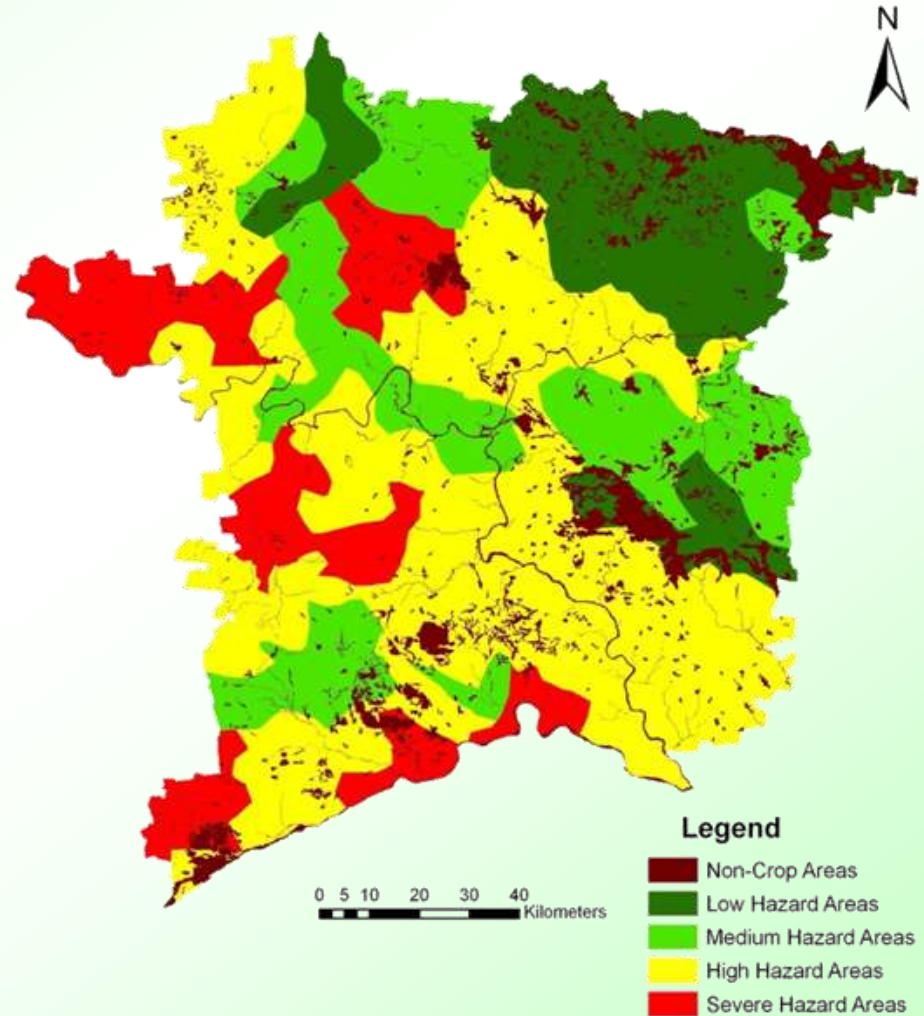 N
Legend
Non-Crop Areas
Low Hazard Areas
Medium Hazard Areas
High Hazard Areas
Severe Hazard Areas
0 5 10 20 30 40
Kilometers